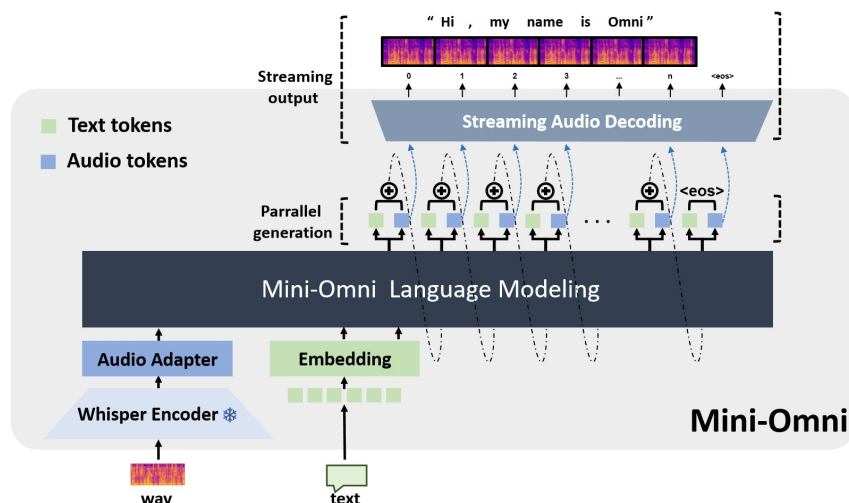 “ Hi , my name is Omni ”
0 1 2 3 ... n <eos>
Streaming
output
Streaming Audio Decoding
Text tokens
Audio tokens
<eos>
Parrallel
generation
. . .
Mini-Omni Language Modeling
Audio Adapter
Embedding
Whisper Encoder
Mini-Omni
wav
text